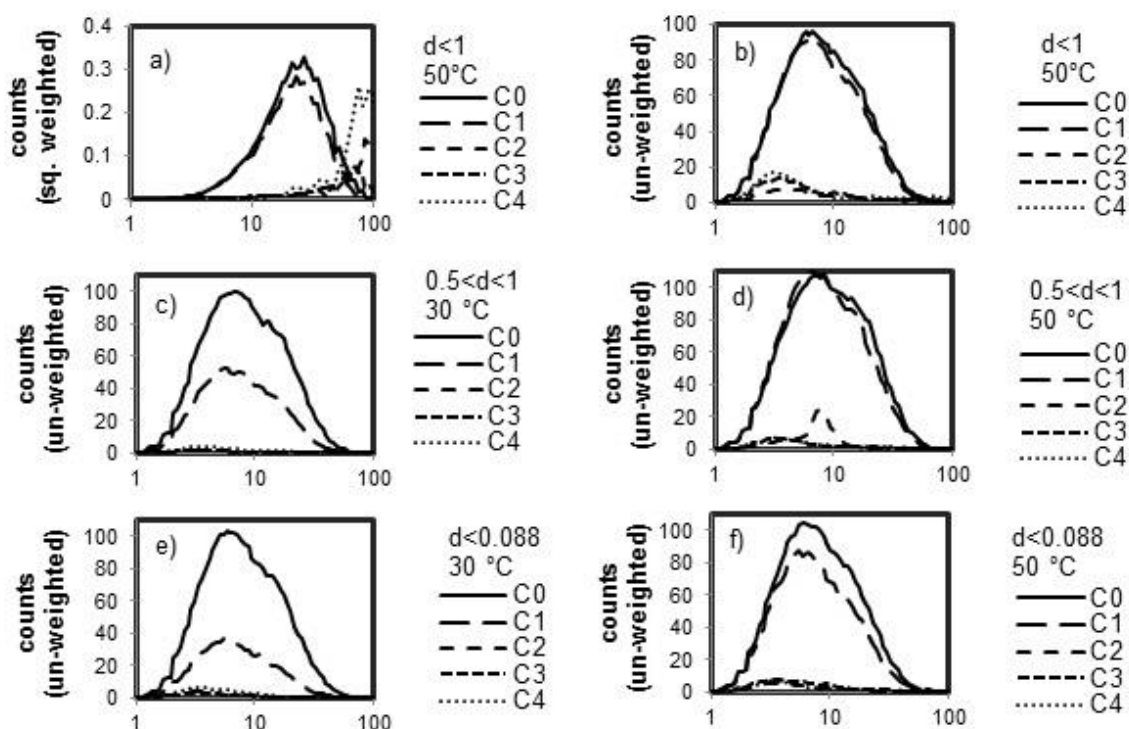 counts
(sq. weighted)
0.4
0.3
0.2
0.1
0
a)
1
10
100
d<1
50°C
C0
C1
C2
C3
C4
counts
(un-weighted)
100
80
60
40
20
0
b)
1
10
100
d<1
50°C
C0
C1
C2
C3
C4
counts
(un-weighted)
100
80
60
40
20
0
c)
1
10
100
0.5<d<1
30 °C
C0
C1
C2
C3
C4
counts
(un-weighted)
100
80
60
40
20
0
d)
1
10
100
0.5<d<1
50 °C
C0
C1
C2
C3
C4
counts
(un-weighted)
100
80
60
40
20
0
e)
1
10
100
d<0.088
30 °C
C0
C1
C2
C3
C4
counts
(un-weighted)
100
80
60
40
20
0
f)
1
10
100
d<0.088
50 °C
C0
C1
C2
C3
C4